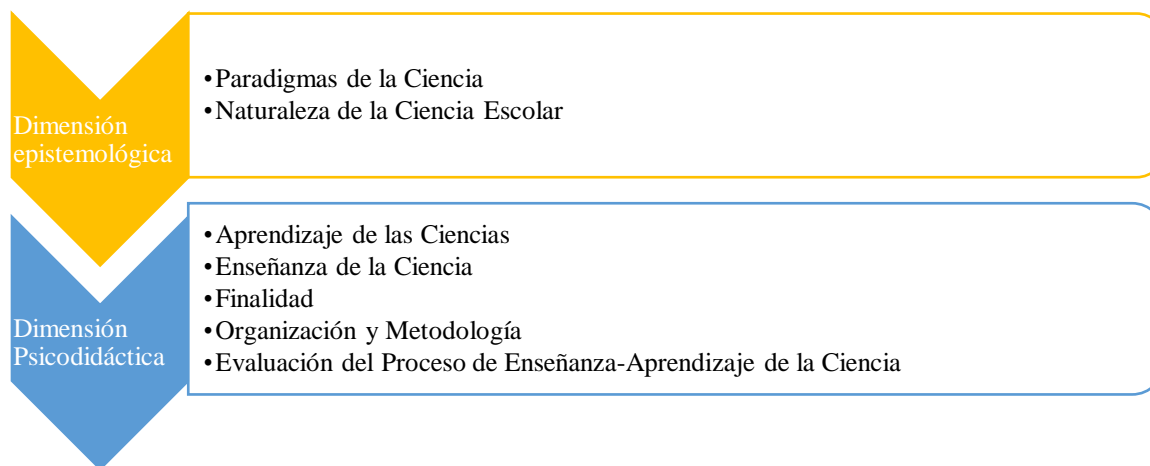 Dimensión
epistemológica
•Paradigmas de la Ciencia
•Naturaleza de la Ciencia Escolar
Dimensión
Psicodidáctica
•Aprendizaje de las Ciencias
•Enseñanza de la Ciencia
•Finalidad
•Organización y Metodología
•Evaluación del Proceso de Enseñanza-Aprendizaje de la Ciencia